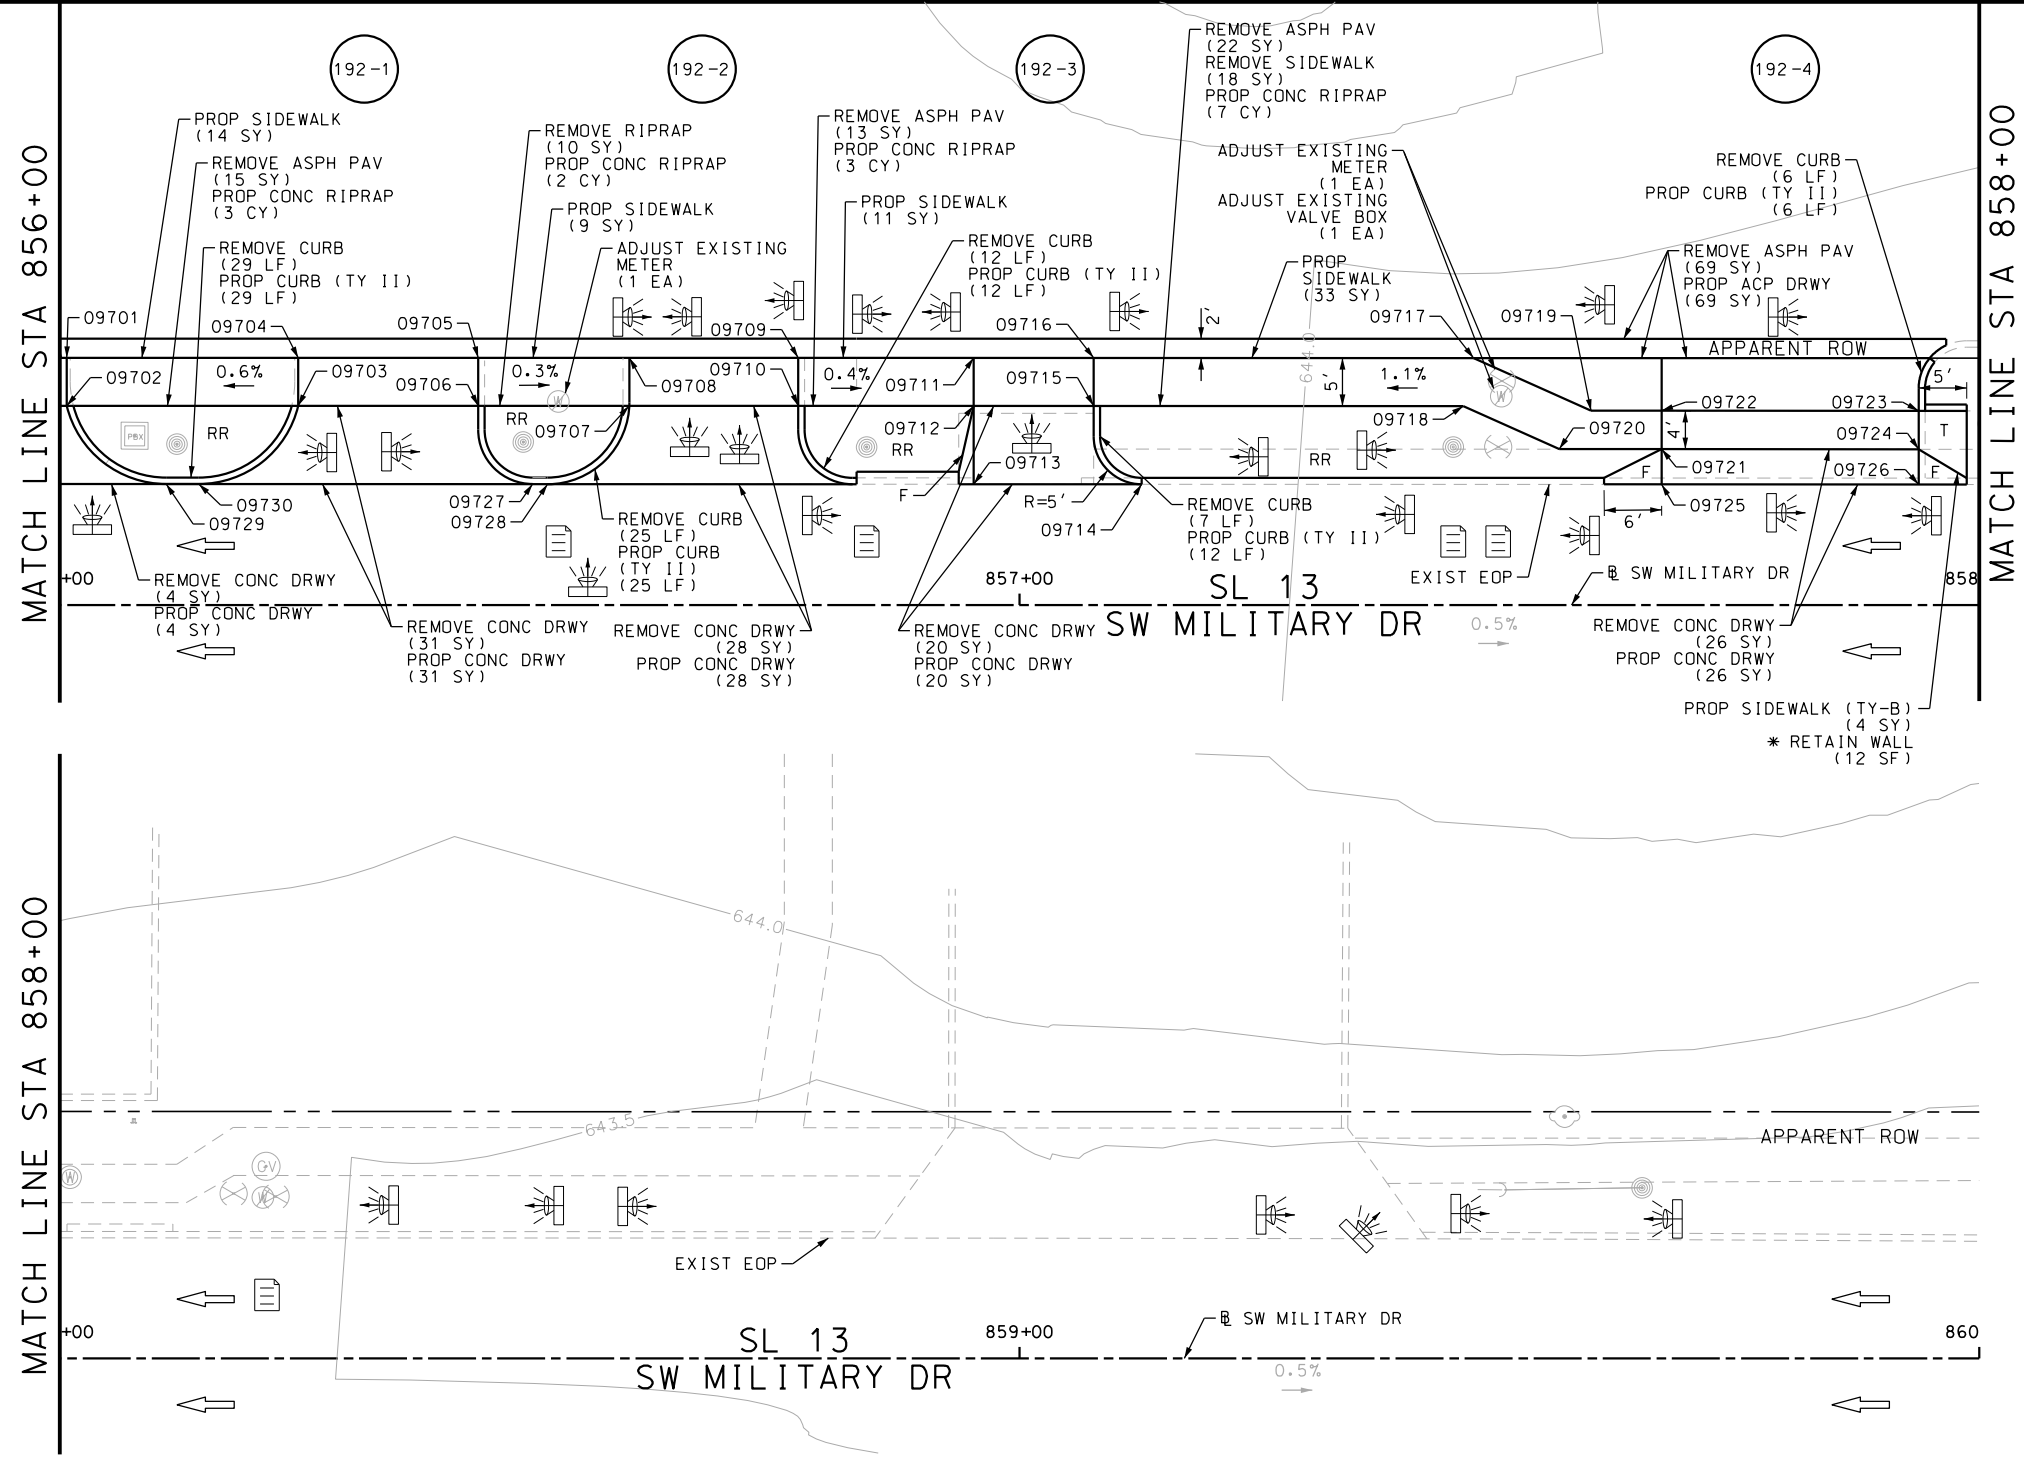 192-1
192-2
192-3
192-4
MATCH LINE STA 856+00
MATCH LINE STA 858+00
PROP SIDEWALK
(14 SY)
REMOVE ASPH PAV
(15 SY)
PROP CONC RIPRAP
(3 CY)
REMOVE CURB
(29 LF)
PROP CURB (TY II)
(29 LF)
REMOVE RIPRAP
(10 SY)
PROP CONC RIPRAP
(2 CY)
PROP SIDEWALK
(9 SY)
ADJUST EXISTING
METER
(1 EA)
REMOVE ASPH PAV
(13 SY)
PROP CONC RIPRAP
(3 CY)
PROP SIDEWALK
(11 SY)
REMOVE CURB
(12 LF)
PROP CURB (TY II)
(12 LF)
REMOVE ASPH PAV
(22 SY)
REMOVE SIDEWALK
(18 SY)
PROP CONC RIPRAP
(7 CY)
ADJUST EXISTING
METER
(1 EA)
ADJUST EXISTING
VALVE BOX
(1 EA)
PROP
SIDEWALK
(33 SY)
REMOVE CURB
(6 LF)
PROP CURB (TY II)
(6 LF)
REMOVE ASPH PAV
(69 SY)
PROP ACP DRWY
(69 SY)
09701
09704
09705
09709
09716
2'
09717
09719
644.0
APPARENT ROW
09702
0.6%
09703
09706
0.3%
09708
09710
0.4%
09711
09715
5'
1.1%
09718
09722
09723
5'
W
W
PBX
RR
RR
09707
09712
RR
09713
RR
09720
4'
09724
T
F
09721
09726
F
F
R=5'
09714
09727
09728
09730
09729
6'
09725
REMOVE CURB
(25 LF)
PROP CURB
(TY II)
(25 LF)
REMOVE CURB
(7 LF)
PROP CURB (TY II)
(12 LF)
EXIST EOP
+00
857+00
SL 13
SW MILITARY DR
BL SW MILITARY DR
858
0.5%
REMOVE CONC DRWY
(4 SY)
PROP CONC DRWY
(4 SY)
REMOVE CONC DRWY
(31 SY)
PROP CONC DRWY
(31 SY)
REMOVE CONC DRWY
(28 SY)
PROP CONC DRWY
(28 SY)
REMOVE CONC DRWY
(20 SY)
PROP CONC DRWY
(20 SY)
REMOVE CONC DRWY
(26 SY)
PROP CONC DRWY
(26 SY)
PROP SIDEWALK (TY-B)
(4 SY)
* RETAIN WALL
(12 SF)
MATCH LINE STA 858+00
644.0
643.5
APPARENT ROW
W
GV
W
EXIST EOP
+00
SL 13
SW MILITARY DR
859+00
BL SW MILITARY DR
860
0.5%